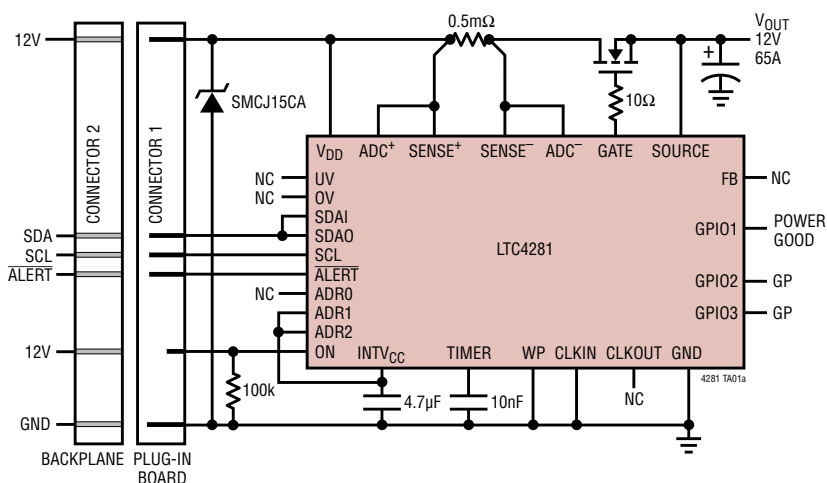 0.5mΩ
12V
VOUT
12V
65A
+
SMCJ15CA
10Ω
CONNECTOR 2
CONNECTOR 1
VDD ADC+ SENSE+ SENSE– ADC– GATE SOURCE
NC UV
NC OV
SDAI
SDA SDAO
SCL SCL
ALERT ALERT
NC ADR0
ADR1
ADR2
12V ON
LTC4281
FB NC
GPIO1 POWER
GOOD
GPIO2 GP
GPIO3 GP
INTVCC TIMER WP CLKIN CLKOUT GND
4281 TA01a
100k
4.7µF
10nF
NC
GND
BACKPLANE PLUG-IN
BOARD